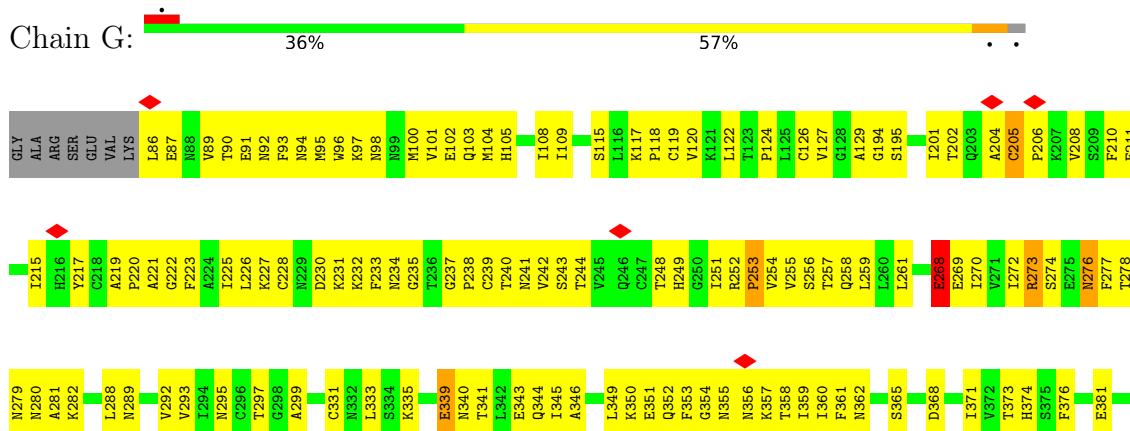 Chain G:
36% 57%
GLY ALA ARG SER GLU VAL LYS L86 E87 N88 V89 T90 E91 N92 F93 N94 M95 W96 K97 N98 N99 M100 V101 E102 Q103 M104 H105 I108 I109 S115 L116 K117 P118 C119 V120 K121 L122 T123 P124 L125 C126 V127 G128 A129 G194 S195 I201 T202 Q203 A204 C205 P206 K207 V208 S209 F210
I215 H216 Y217 C218 A219 P220 A221 G222 F223 A224 I225 L226 K227 C228 N229 D230 K231 K232 F233 N234 G235 T236 G237 P238 C239 T240 N241 V242 S243 T244 V245 Q246 C247 T248 H249 G250 I251 R252 P253 V254 V255 S256 T257 Q258 L260 L261 E268 E269 I270 V271 I272 R273 S274 E275 N276 F277 T278
N279 N280 A281 K282 L288 N289 V292 V293 I294 N295 C296 T297 G298 A299 C331 N332 L333 S334 K335 E339 N340 T341 L342 E343 Q344 I345 A346 L349 K350 E351 Q352 F353 G354 N355 N356 K357 T358 I359 I360 F361 N362 S365 D368 I371 V372 T373 H374 S375 F376 E381